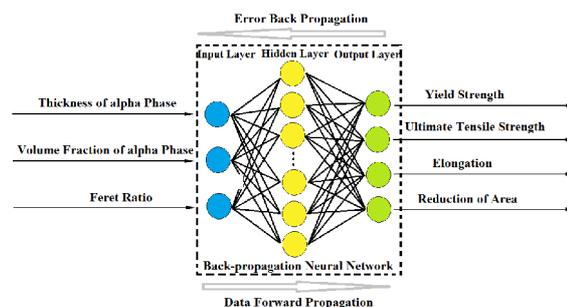 Error Back Propagation
Input Layer Hidden Layer Output Layer
Thickness of alpha Phase
Volume Fraction of alpha Phase
Feret Ratio
Yield Strength
Ultimate Tensile Strength
Elongation
Reduction of Area
Back-propagation Neural Network
Data Forward Propagation